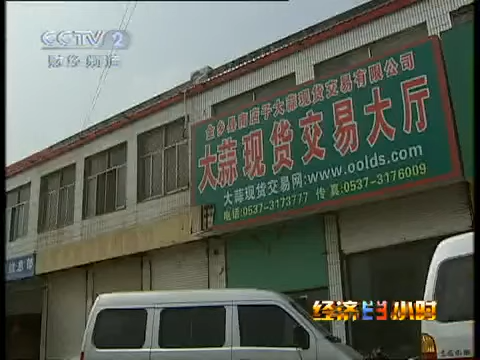 CCTV 2
财经频道
金乡县南店子大蒜现货交易有限公司
大蒜现货交易大厅
大蒜现货交易网:www.oolds.com
电话:0537-3173777 传真:0537-3176009
经济半小时